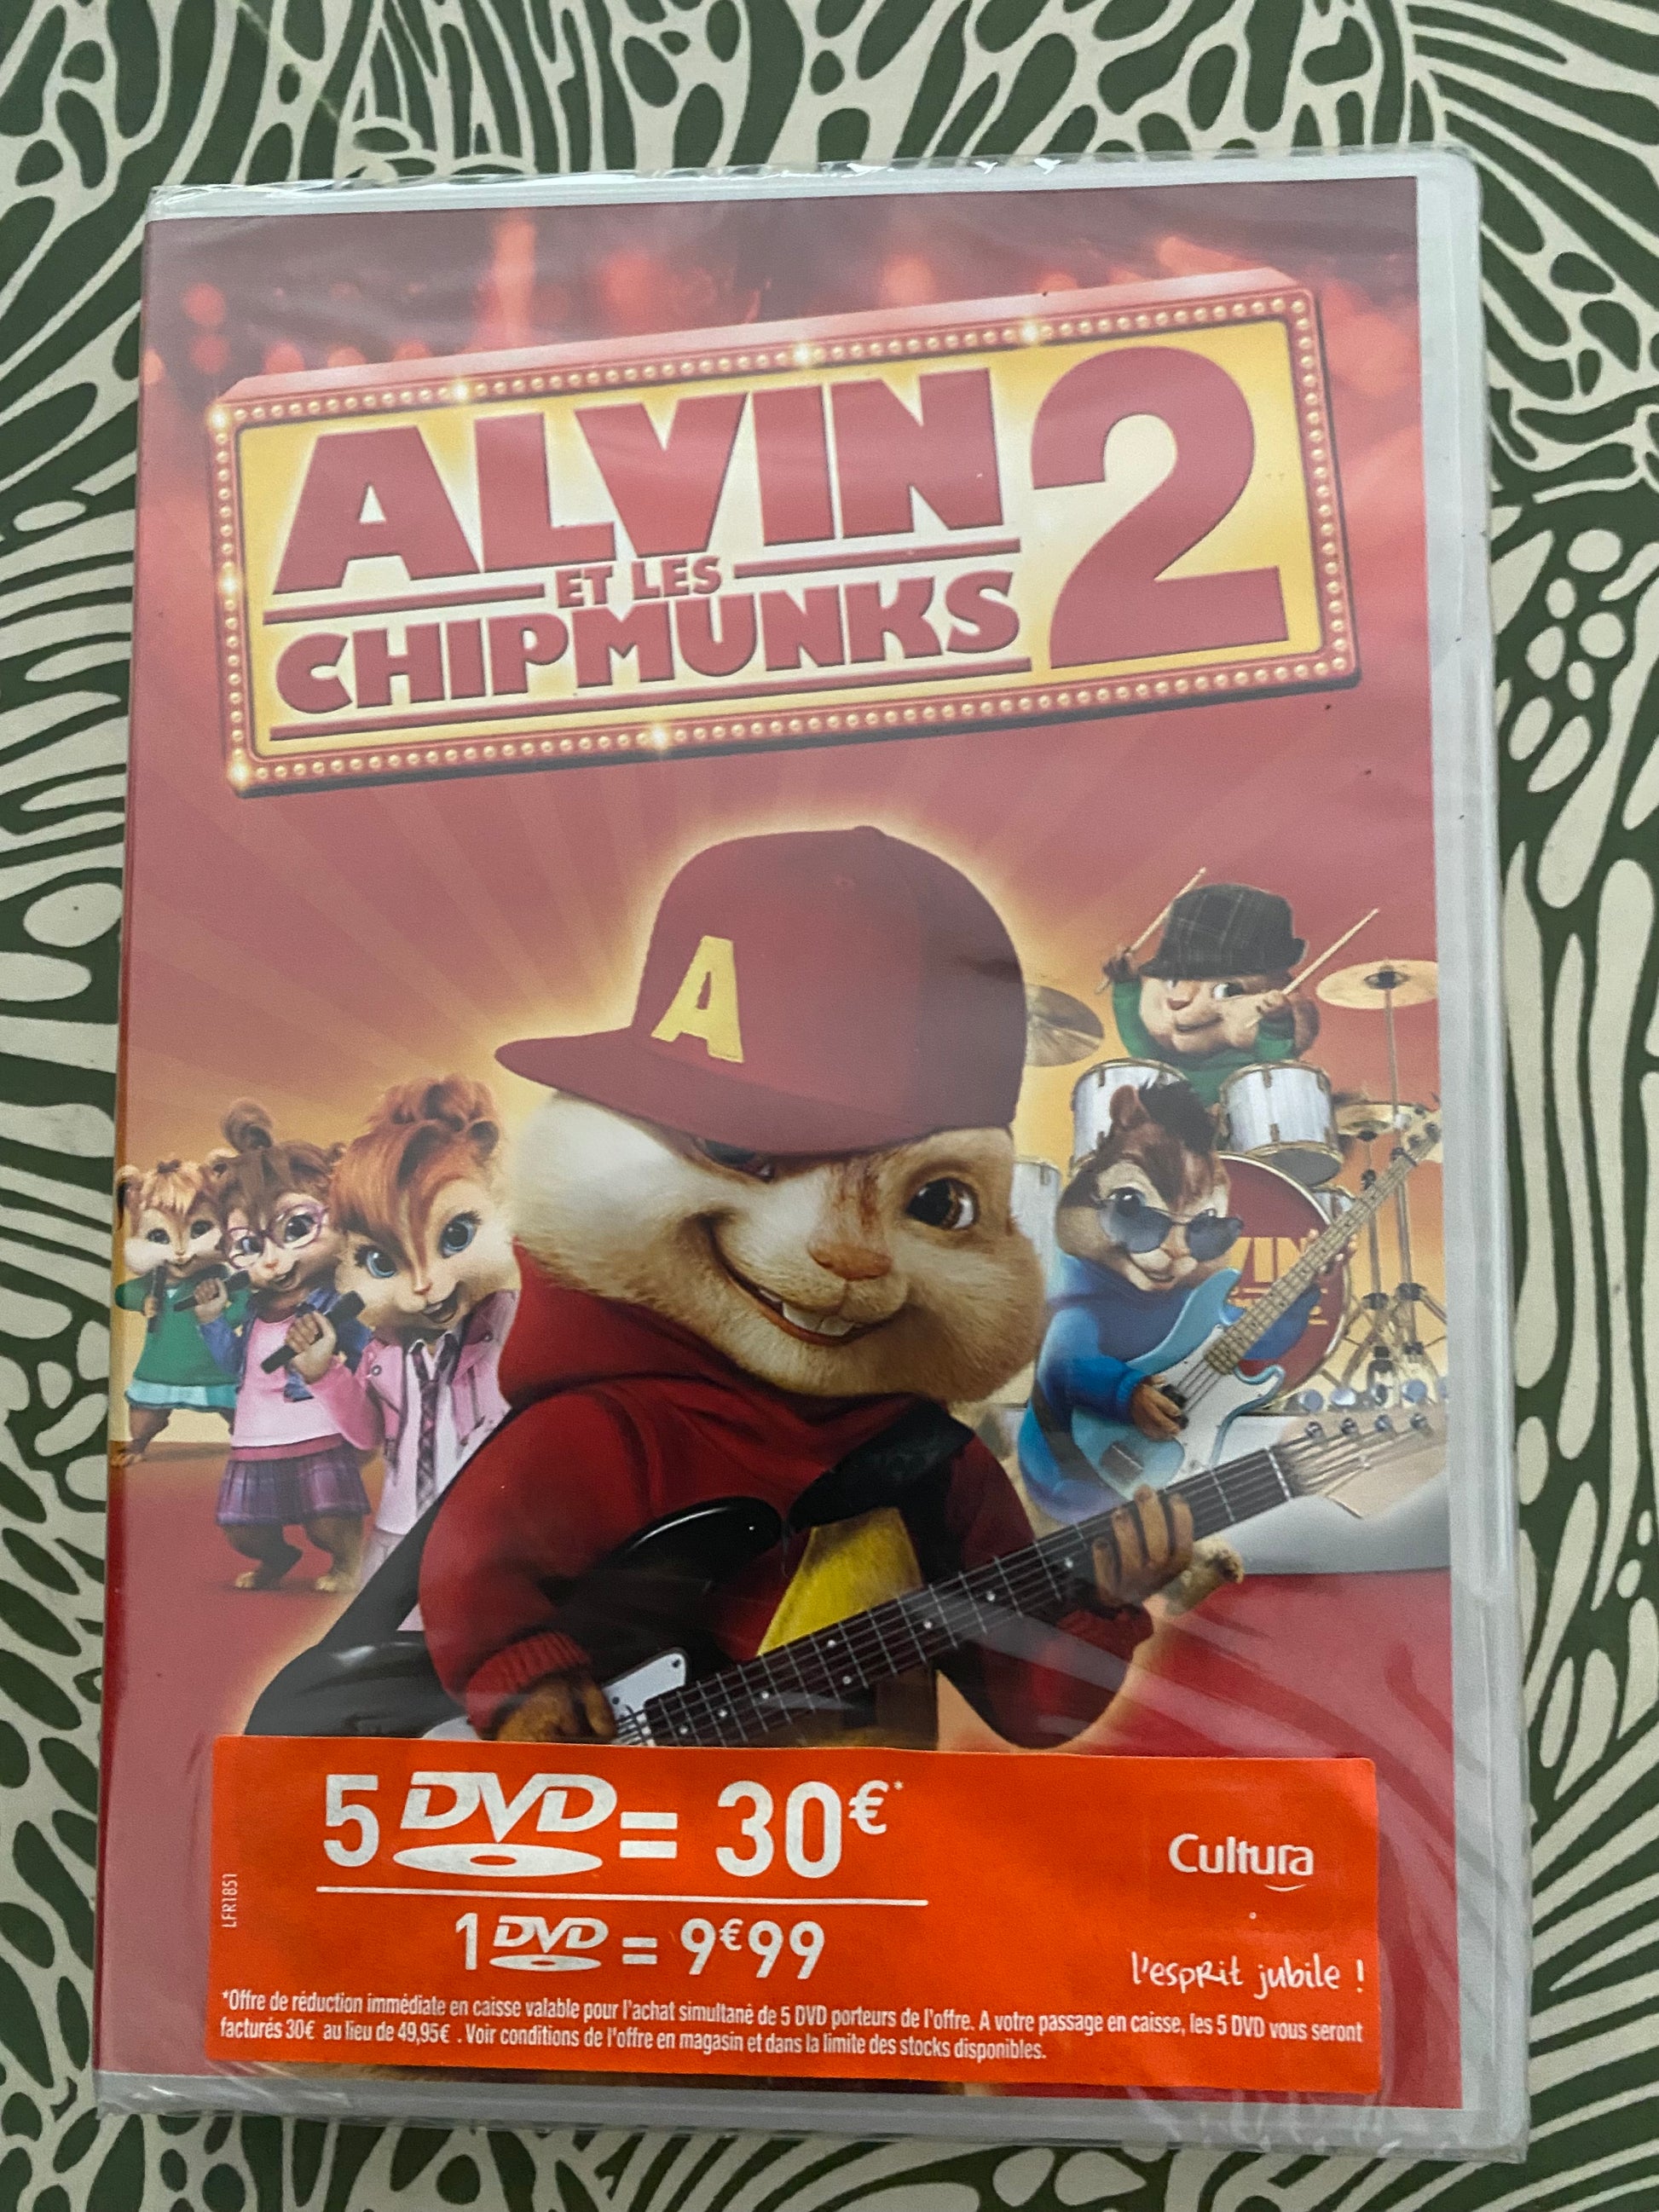 ALVIN 2
ET LES
CHIPMUNKS
A
VIN
5 DVD = 30€*
1 DVD = 9€99
Cultura
l'esprit jubile !
LFR1851
*Offre de réduction immédiate en caisse valable pour l'achat simultané de 5 DVD porteurs de l'offre. A votre passage en caisse, les 5 DVD vous seront
facturés 30€ au lieu de 49,95€ . Voir conditions de l'offre en magasin et dans la limite des stocks disponibles.